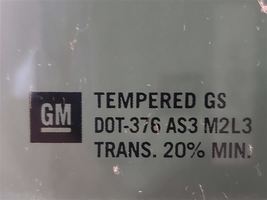 GM
TEMPERED GS
DOT-376 AS3 M2L3
TRANS. 20% MIN.